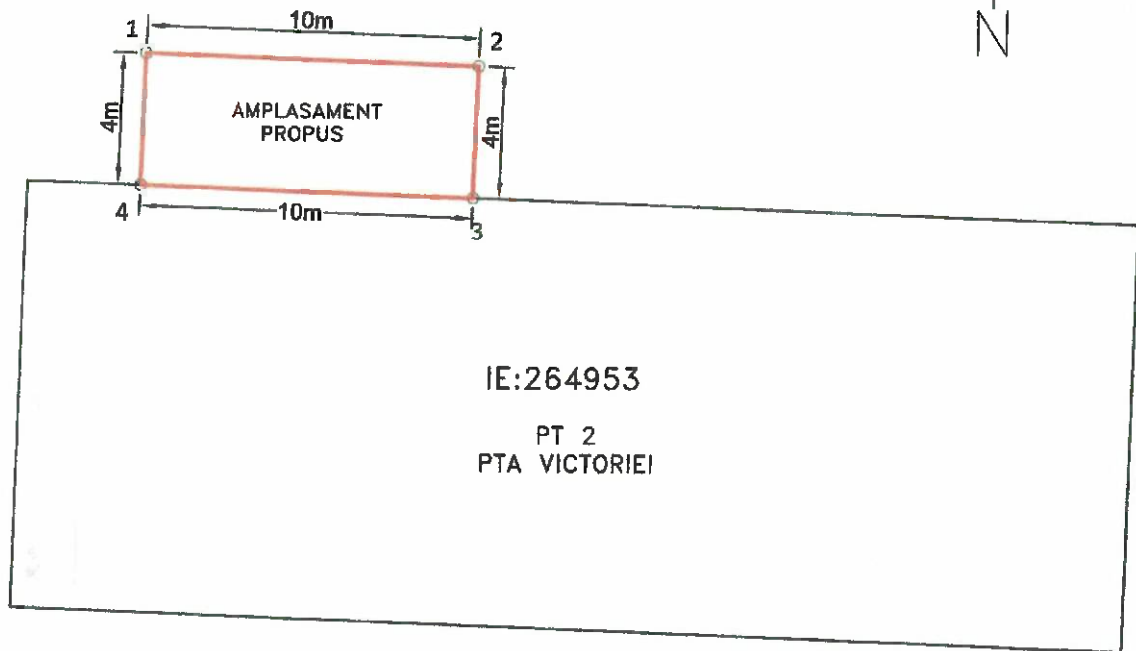 N
1
10m
2
4m
AMPLASAMENT
PROPUS
4m
4
10m
3
IE:264953
PT 2
PTA VICTORIEI